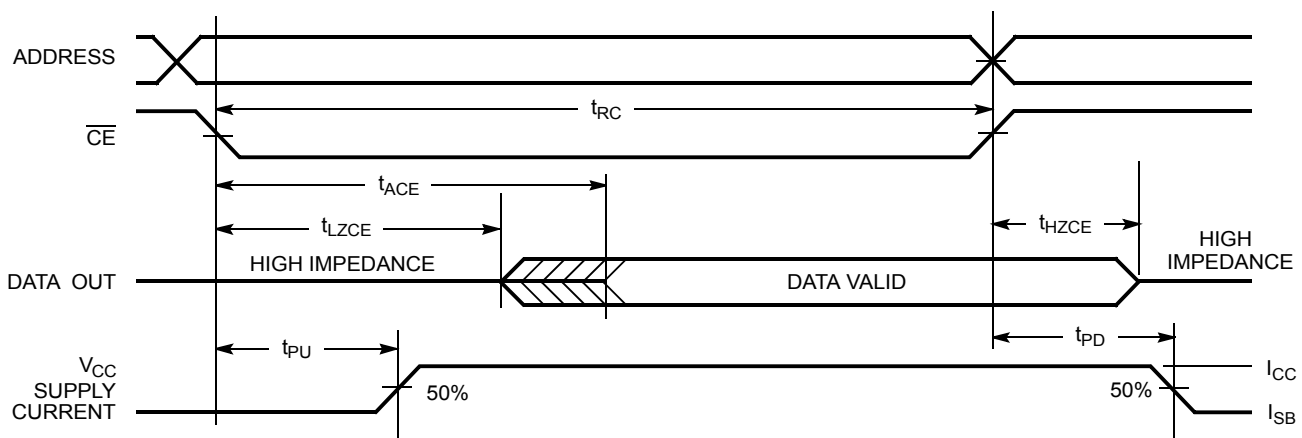 ADDRESS
tRC
CE
tACE
tLZCE
tHZCE
HIGH IMPEDANCE
HIGH
IMPEDANCE
DATA OUT
DATA VALID
tPU
tPD
VCC
SUPPLY
CURRENT
50%
50%
ICC
ISB